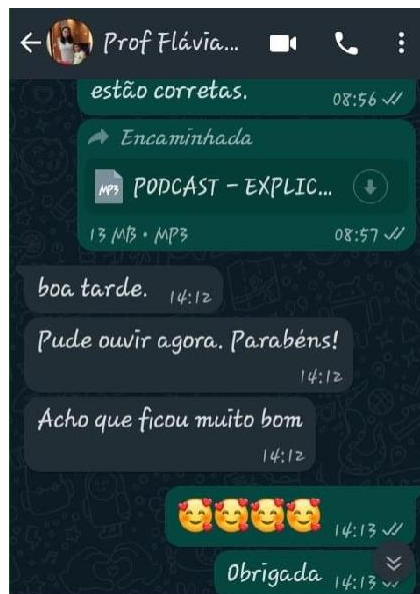 Prof Flávia...
estão corretas.
08:56
Encaminhada
MP3 PODCAST - EXPLIC...
13 MB • MP3
08:57
boa tarde. 14:12
Pude ouvir agora. Parabéns!
14:12
Acho que ficou muito bom
14:12
14:13
Obrigada 14:13